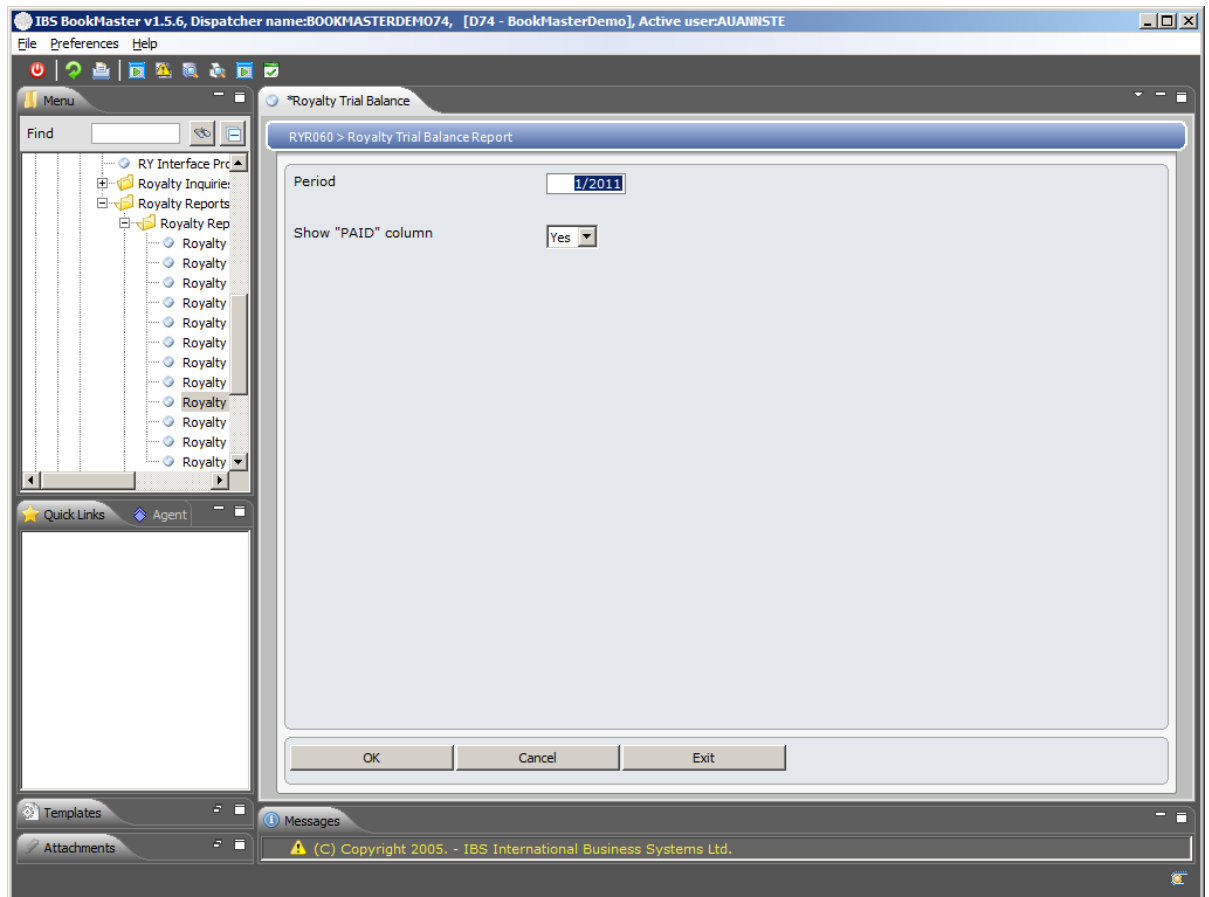 IBS BookMaster v1.5.6, Dispatcher name:BOOKMASTERDEMO74, [D74 - BookMasterDemo], Active user:AUANNSTE
File Preferences Help
Menu
*Royalty Trial Balance
Find
RYR060 > Royalty Trial Balance Report
RY Interface Prc
Royalty Inquirie
Royalty Reports
Royalty Rep
Royalty
Royalty
Royalty
Royalty
Royalty
Royalty
Royalty
Royalty
Royalty
Royalty
Royalty
Royalty
Period 1/2011
Show "PAID" column Yes
Quick Links Agent
OK Cancel Exit
Templates
Messages
Attachments
(C) Copyright 2005. - IBS International Business Systems Ltd.